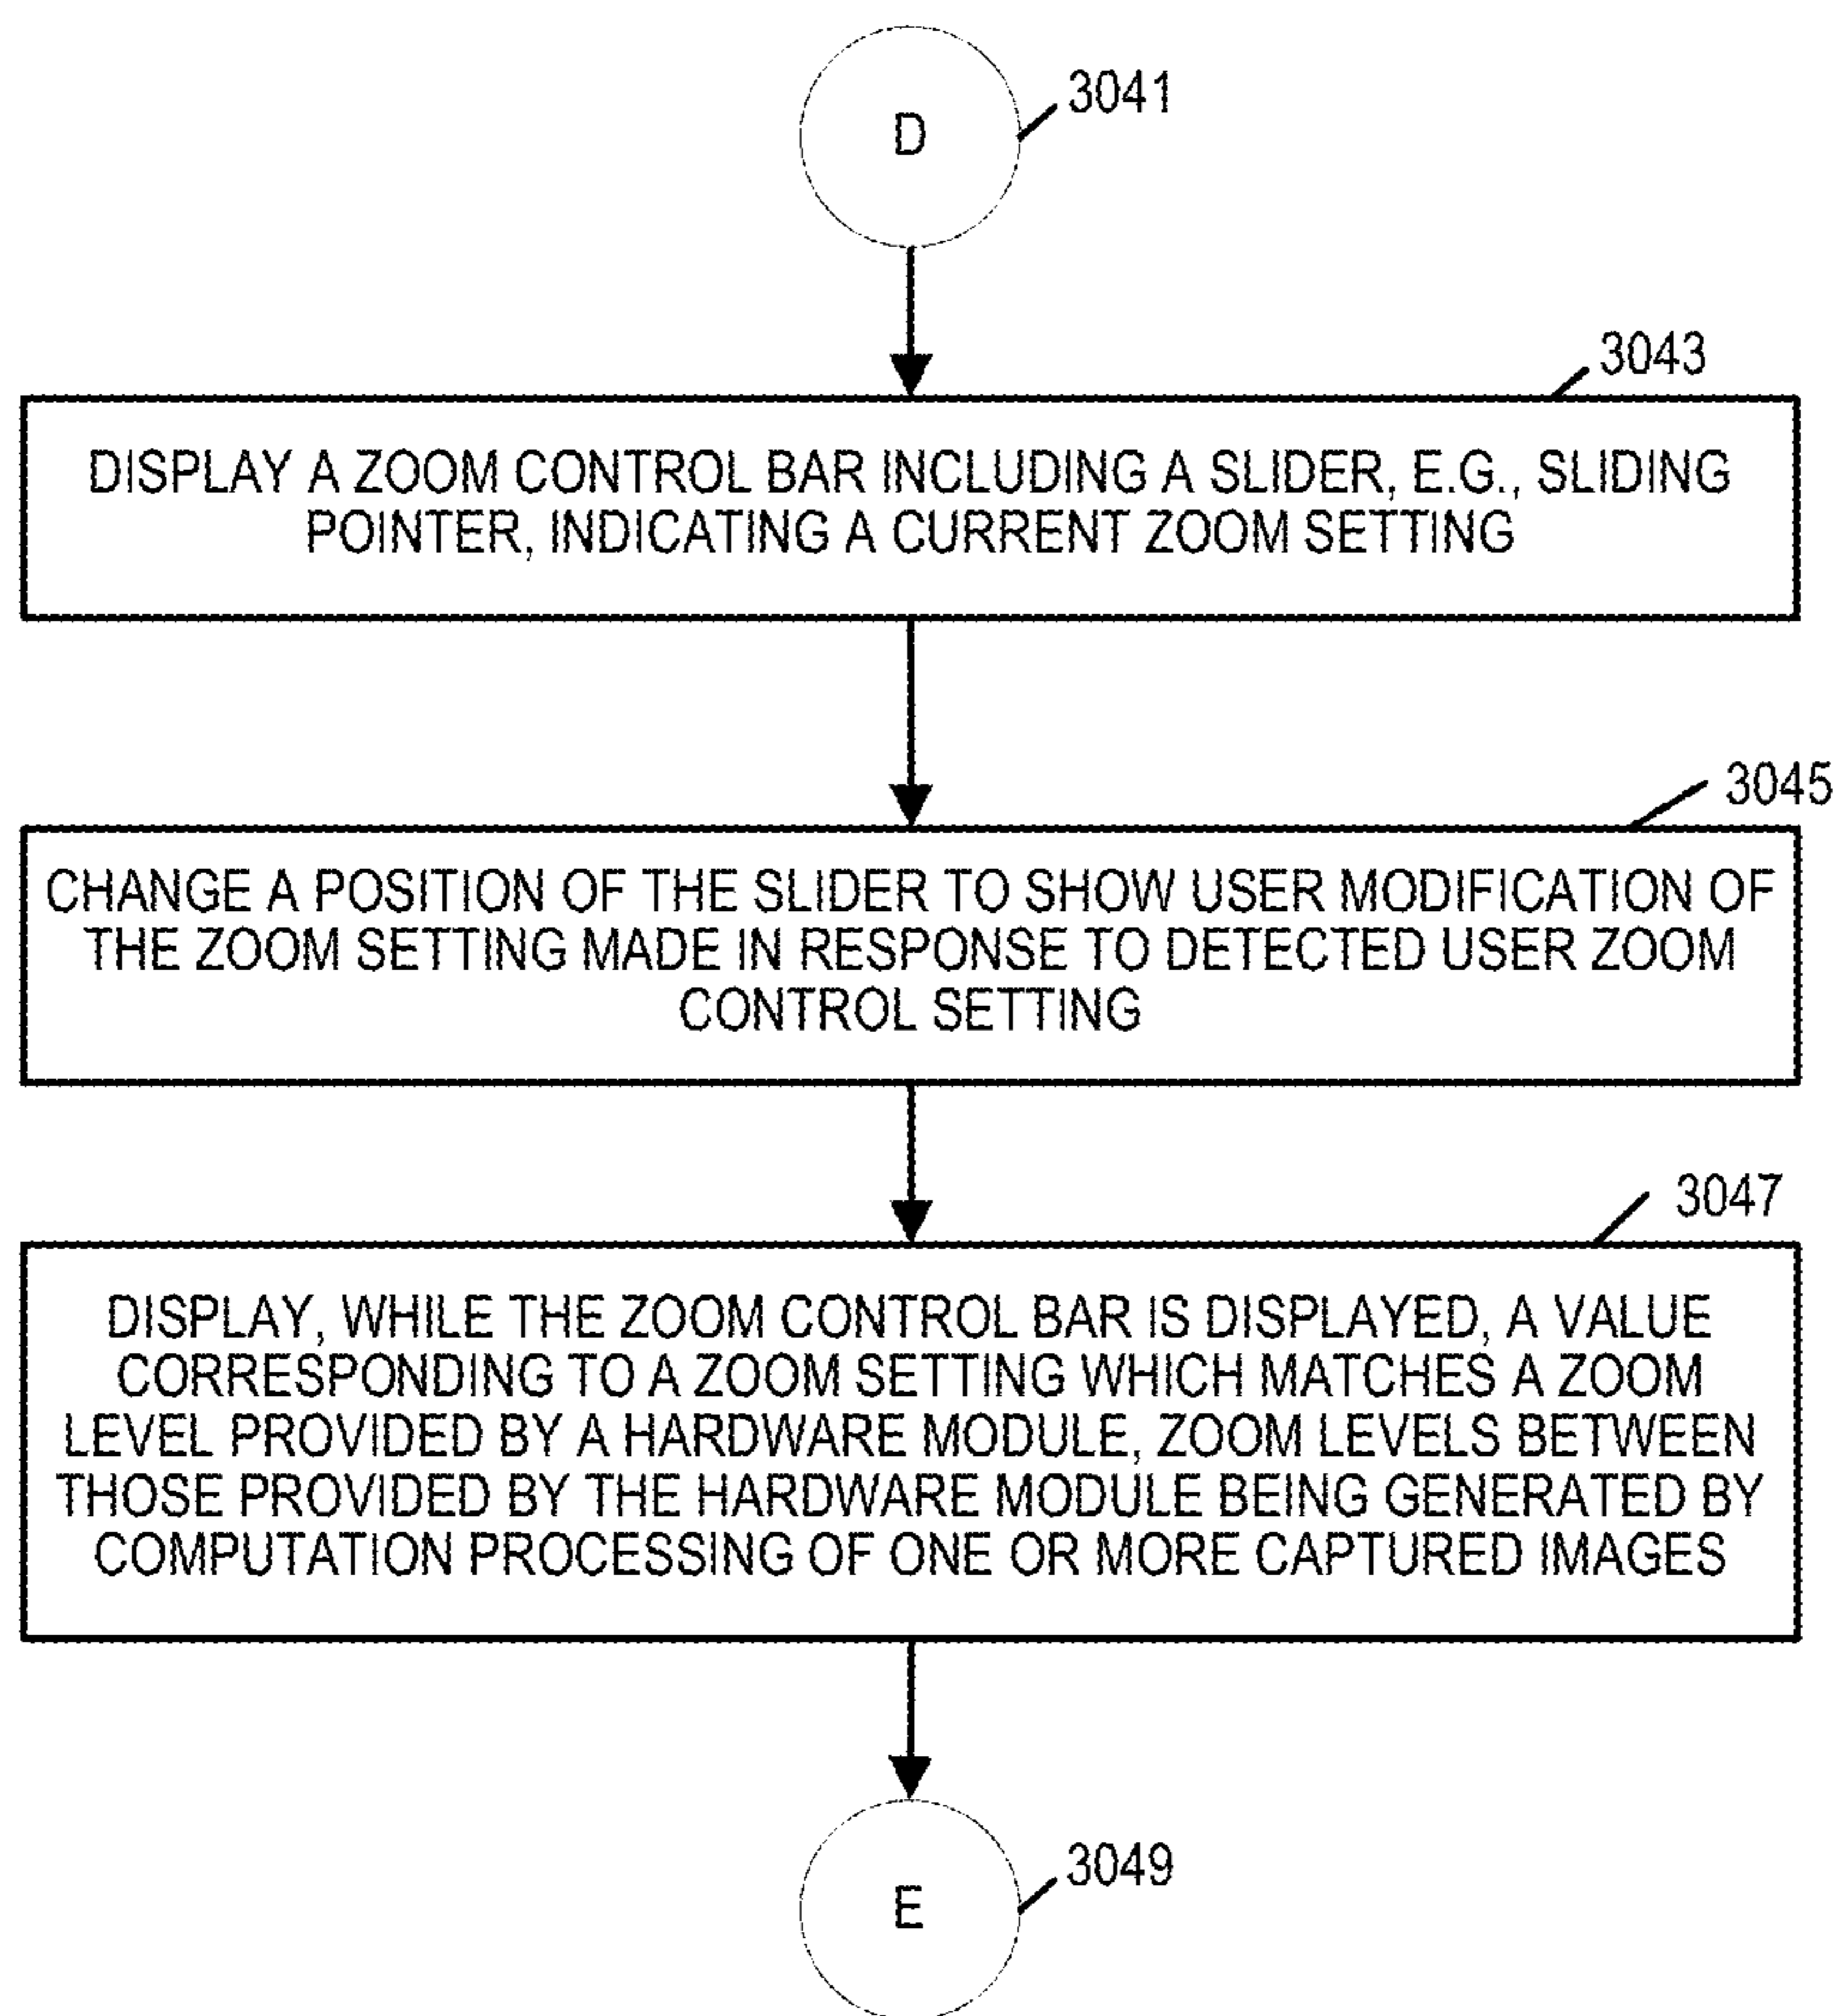 D
3041
3043
DISPLAY A ZOOM CONTROL BAR INCLUDING A SLIDER, E.G., SLIDING
POINTER, INDICATING A CURRENT ZOOM SETTING
3045
CHANGE A POSITION OF THE SLIDER TO SHOW USER MODIFICATION OF
THE ZOOM SETTING MADE IN RESPONSE TO DETECTED USER ZOOM
CONTROL SETTING
3047
DISPLAY, WHILE THE ZOOM CONTROL BAR IS DISPLAYED, A VALUE
CORRESPONDING TO A ZOOM SETTING WHICH MATCHES A ZOOM
LEVEL PROVIDED BY A HARDWARE MODULE, ZOOM LEVELS BETWEEN
THOSE PROVIDED BY THE HARDWARE MODULE BEING GENERATED BY
COMPUTATION PROCESSING OF ONE OR MORE CAPTURED IMAGES
3049
E